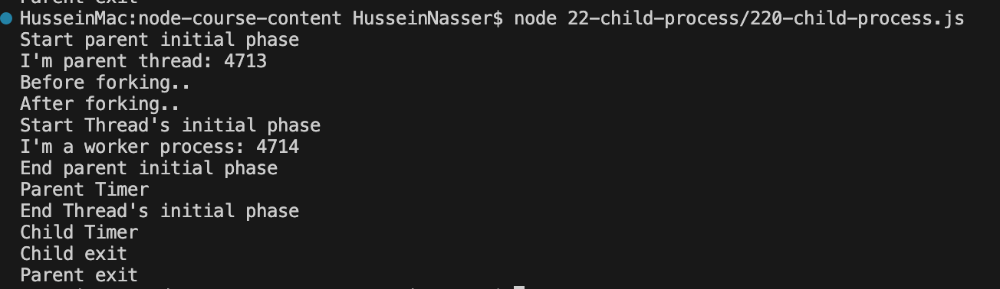 Parent exit
HusseinMac:node-course-content HusseinNasser$ node 22-child-process/220-child-process.js
Start parent initial phase
I'm parent thread: 4713
Before forking..
After forking..
Start Thread's initial phase
I'm a worker process: 4714
End parent initial phase
Parent Timer
End Thread's initial phase
Child Timer
Child exit
Parent exit